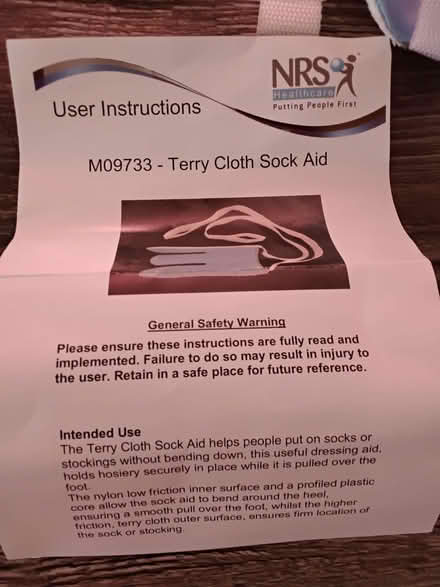 NRS
Healthcare
Putting People First
User Instructions
M09733 - Terry Cloth Sock Aid
General Safety Warning
Please ensure these instructions are fully read and
implemented. Failure to do so may result in injury to
the user. Retain in a safe place for future reference.
Intended Use
The Terry Cloth Sock Aid helps people put on socks or
stockings without bending down, this useful dressing aid,
holds hosiery securely in place while it is pulled over the
foot.
The nylon low friction inner surface and a profiled plastic
core allow the sock aid to bend around the heel,
ensuring a smooth pull over the foot, whilst the higher
friction, terry cloth outer surface, ensures firm location of
the sock or stocking.